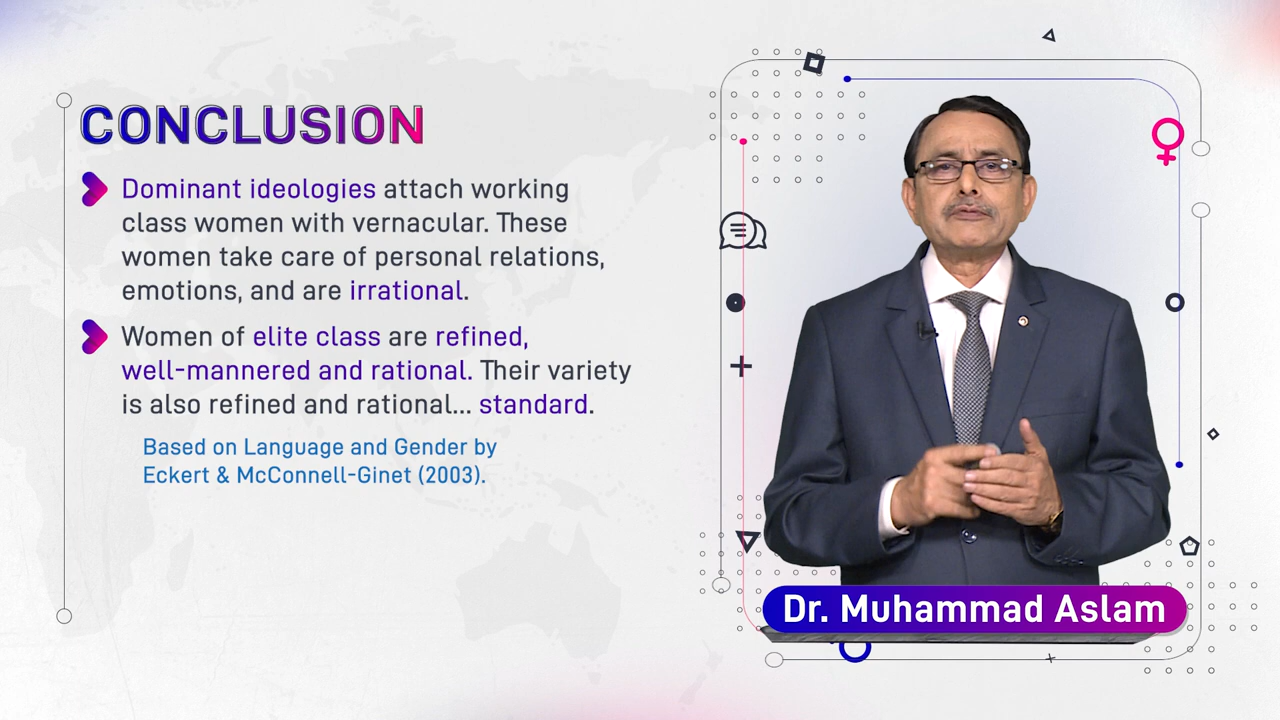 CONCLUSION
Dominant ideologies attach working
class women with vernacular. These
women take care of personal relations,
emotions, and are irrational.
Women of elite class are refined,
well-mannered and rational. Their variety
is also refined and rational... standard.
Based on Language and Gender by
Eckert & McConnell-Ginet (2003).
Dr. Muhammad Aslam